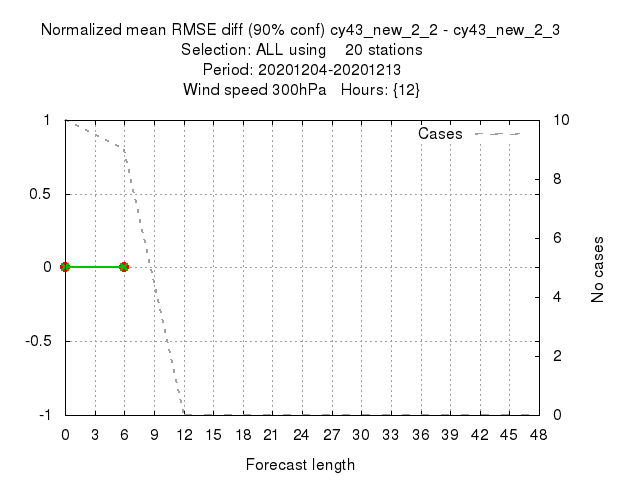 Normalized mean RMSE diff (90% conf) cy43_new_2_2 - cy43_new_2_3
Selection: ALL using 20 stations
Period: 20201204-20201213
Wind speed 300hPa Hours: {12}
Cases
1
0.5
0
-0.5
-1
10
8
6
4
2
0
No cases
0 3 6 9 12 15 18 21 24 27 30 33 36 39 42 45 48
Forecast length